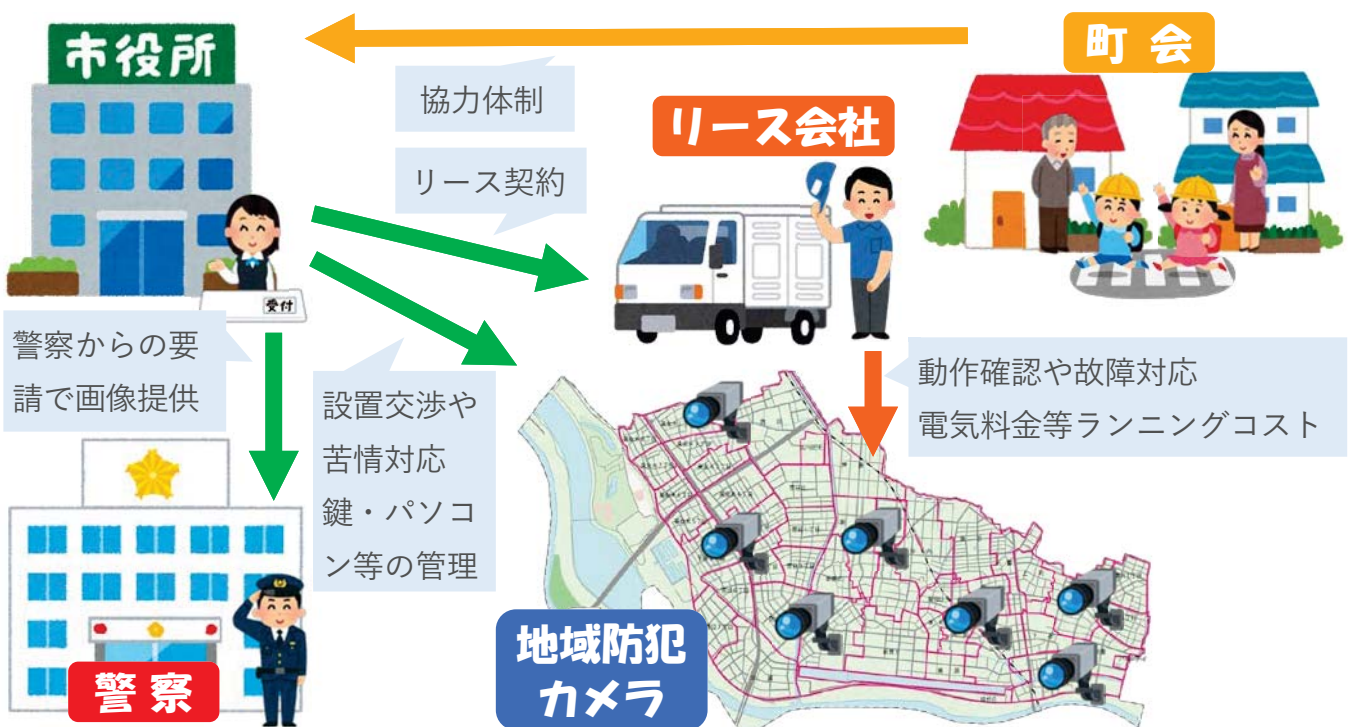 市役所
町会
協力体制
リース会社
リース契約
受付
警察からの要
請で画像提供
設置交渉や
苦情対応
鍵・パソコ
ン等の管理
動作確認や故障対応
電気料金等ランニングコスト
地域防犯
カメラ
警察